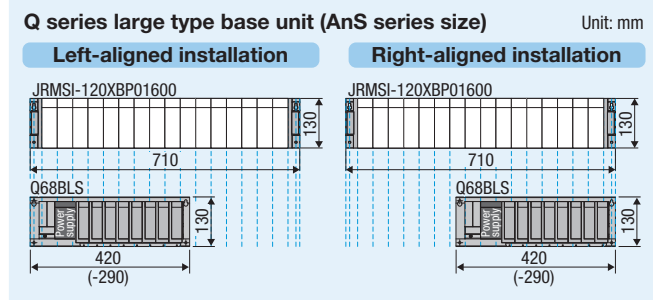 Q series large type base unit (AnS series size)
Unit: mm
Left-aligned installation
Right-aligned installation
JRMSI-120XBP01600
130
710
Q68BLS
Power
supply
130
420
(-290)
JRMSI-120XBP01600
130
710
Q68BLS
Power
supply
130
420
(-290)